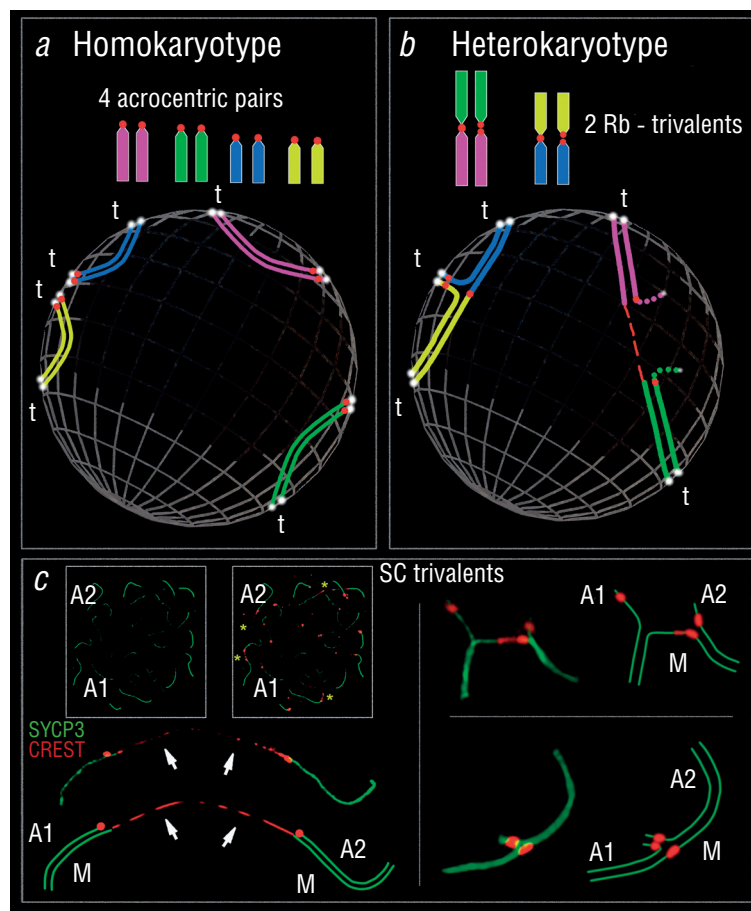 a Homokaryotype
4 acrocentric pairs
t
t
t
t
t
b Heterokaryotype
2 Rb - trivalents
t
t
t
t
c
A2
A1
A2
*
*
*
*
A1
SC trivalents
SYCP3
CREST
A1
M
A2
A1
A2
M
A2
A1
M